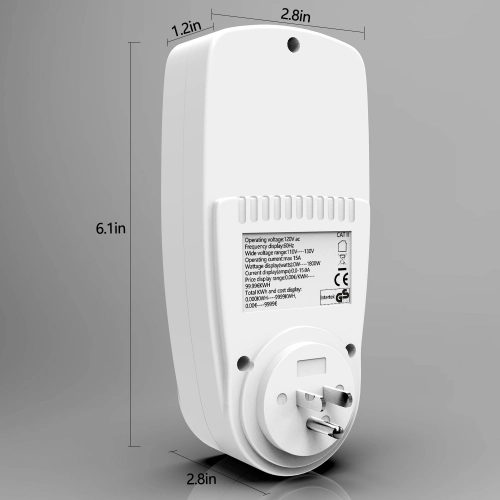 1.2in
2.8in
6.1in
Operating voltage:120V ac
CAT II
Frequency display:60Hz
Wide voltage range:110V----130V
Operating current:max 15A
Wattage display(watts):0W----1800W
Current display(amps):0.0-15.0A
Price display range:0.00€/KWH----
99.99€KWH
Total KWh and cost display:
0.000KWH----9999KWH,
0.00€----9999€
CE
Intertek
GS
2.8in